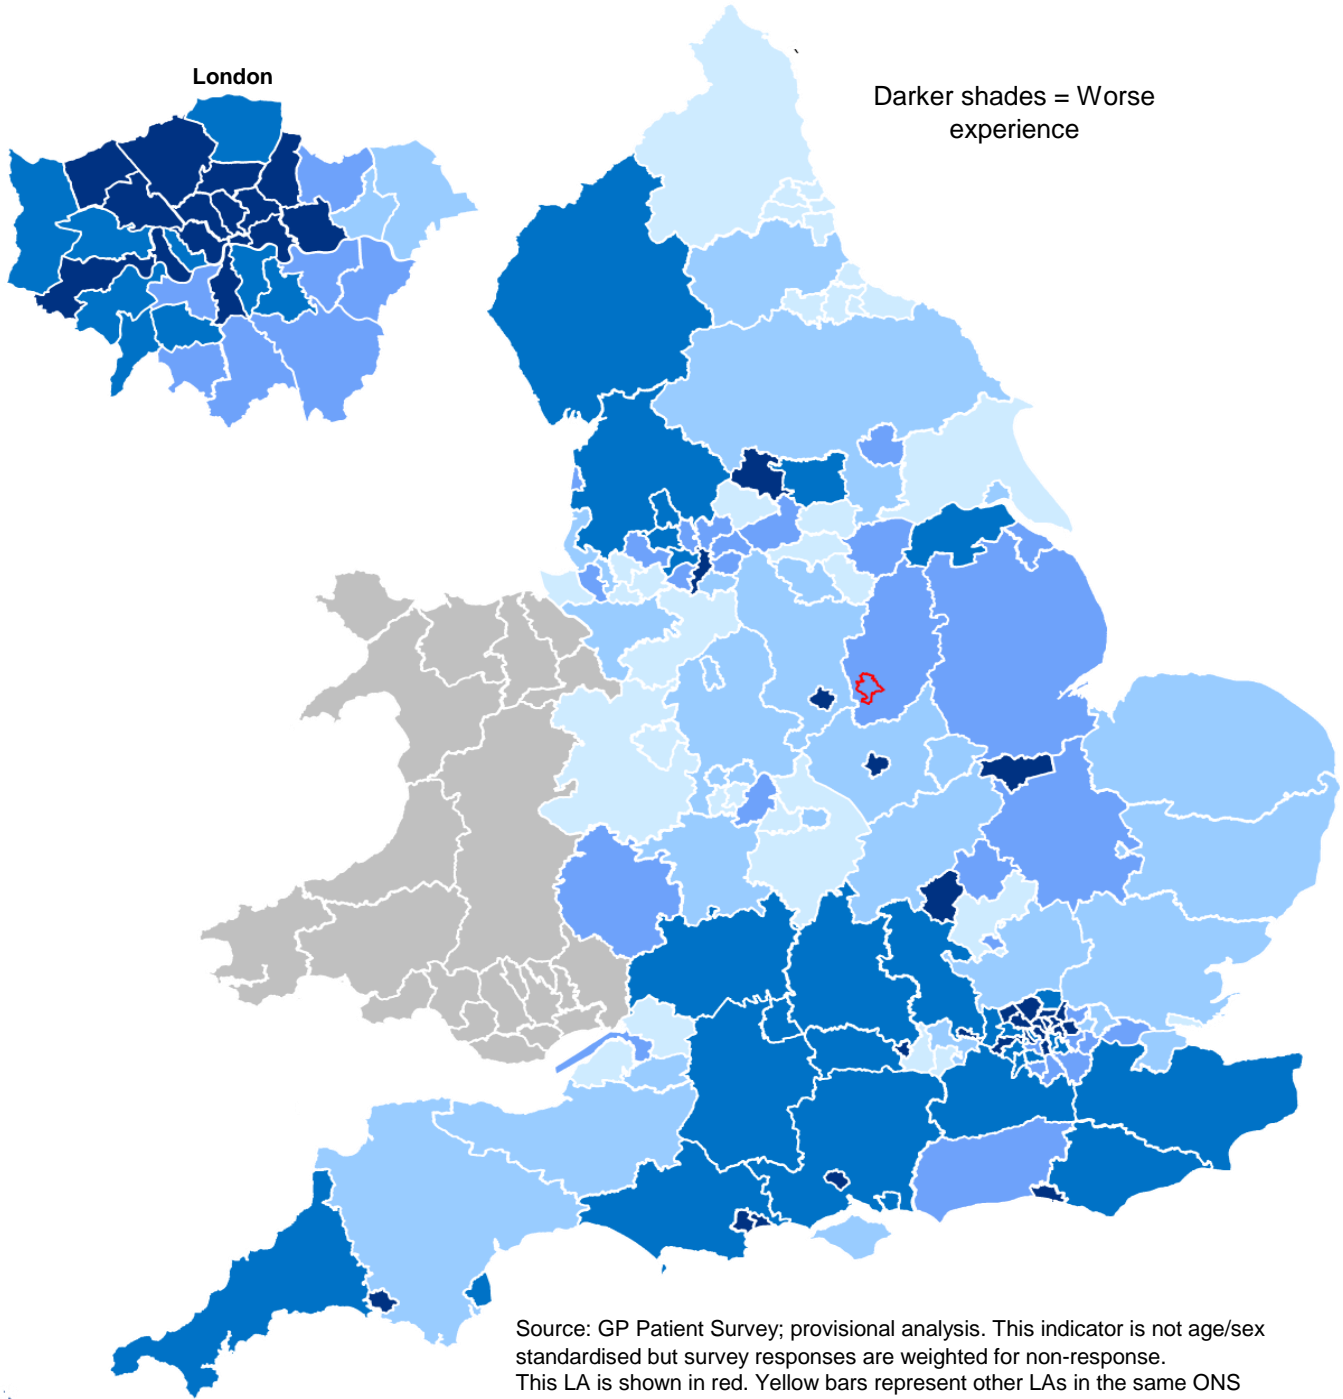 London
Darker shades = Worse
experience
Source: GP Patient Survey; provisional analysis. This indicator is not age/sex
standardised but survey responses are weighted for non-response.
This LA is shown in red. Yellow bars represent other LAs in the same ONS